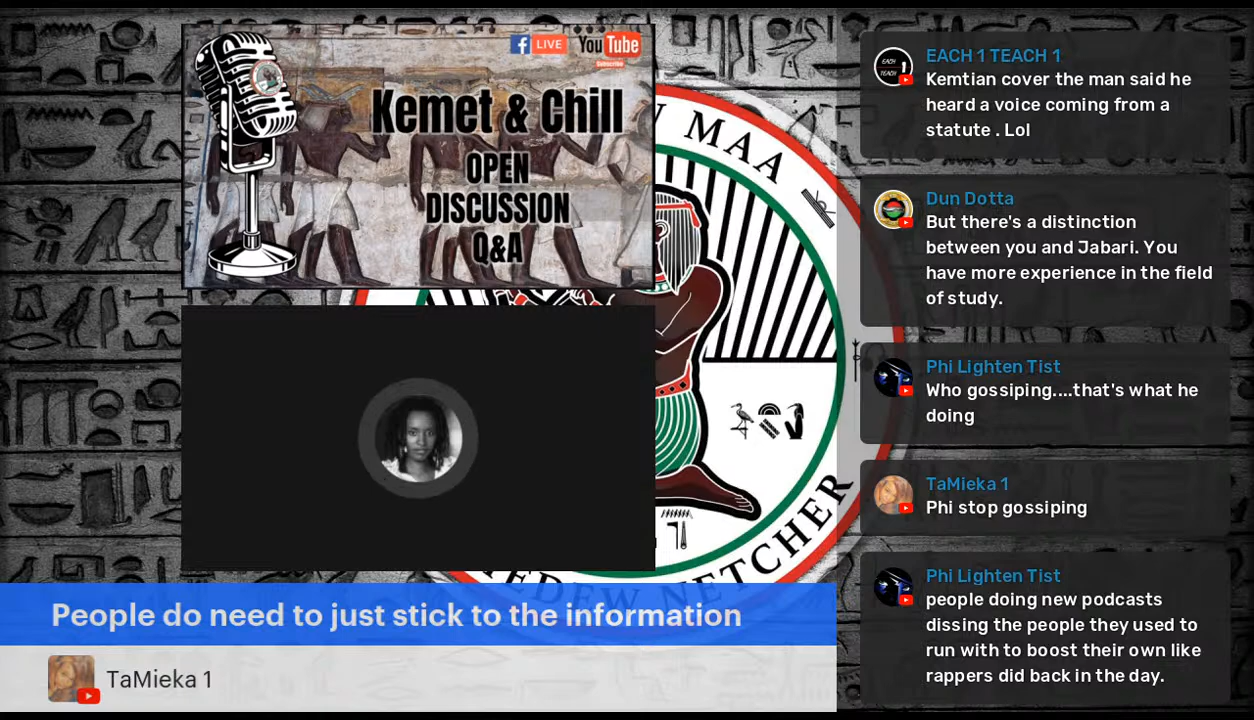 LIVE
YouTube
Subscribe
Kemet & Chill
OPEN
DISCUSSION
Q&A
MAA
NETCHER
EACH 1 TEACH 1
Kemtian cover the man said he
heard a voice coming from a
statute . Lol
Dun Dotta
But there's a distinction
between you and Jabari. You
have more experience in the field
of study.
Phi Lighten Tist
Who gossiping....that's what he
doing
TaMieka 1
Phi stop gossiping
Phi Lighten Tist
people doing new podcasts
dissing the people they used to
run with to boost their own like
rappers did back in the day.
People do need to just stick to the information
TaMieka 1